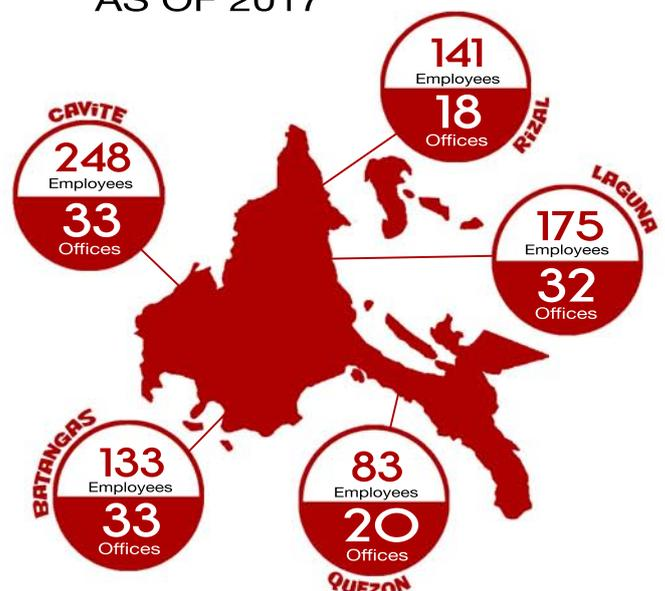 AS OF 2017
141
Employees
18
Offices
RiZAL
CAViTE
248
Employees
33
Offices
LAGUNA
175
Employees
32
Offices
BATANGAS
133
Employees
33
Offices
83
Employees
20
Offices
QUEZON